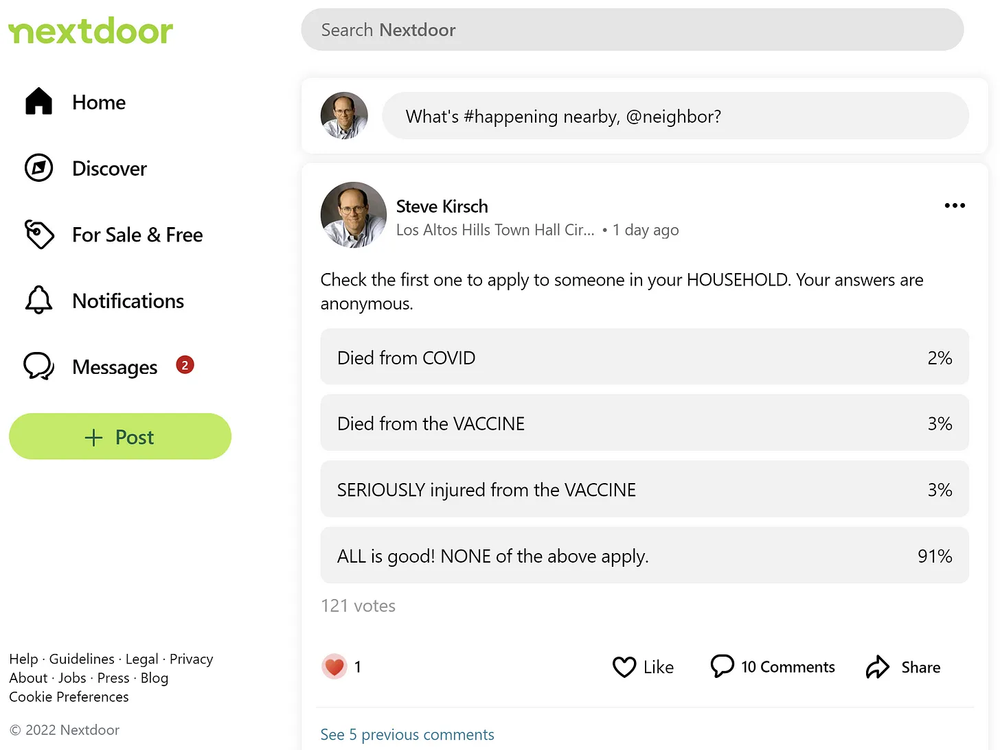 nextdoor
Search Nextdoor
Home
Discover
For Sale & Free
Notifications
Messages 2
+ Post
Help · Guidelines · Legal · Privacy
About · Jobs · Press · Blog
Cookie Preferences
© 2022 Nextdoor
What's #happening nearby, @neighbor?
Steve Kirsch
Los Altos Hills Town Hall Cir... • 1 day ago
Check the first one to apply to someone in your HOUSEHOLD. Your answers are
anonymous.
Died from COVID 2%
Died from the VACCINE 3%
SERIOUSLY injured from the VACCINE 3%
ALL is good! NONE of the above apply. 91%
121 votes
1 Like 10 Comments Share
See 5 previous comments